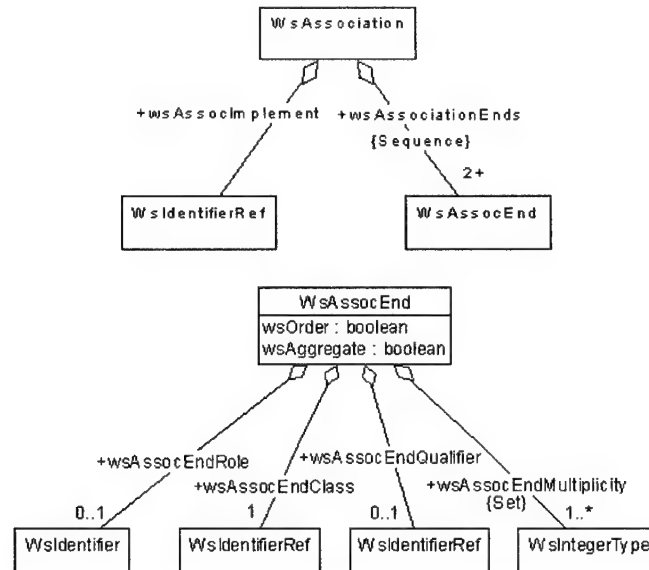 WsAssociation
+wsAssocImplement
+wsAssociationEnds
{Sequence}
2+
WsIdentifierRef
WsAssocEnd
WsAssocEnd
wsOrder : boolean
wsAggregate : boolean
+wsAssocEndRole
+wsAssocEndClass
+wsAssocEndQualifier
+wsAssocEndMultiplicity
{Set}
0..1
1
0..1
1..*
WsIdentifier
WsIdentifierRef
WsIdentifierRef
WsIntegerType